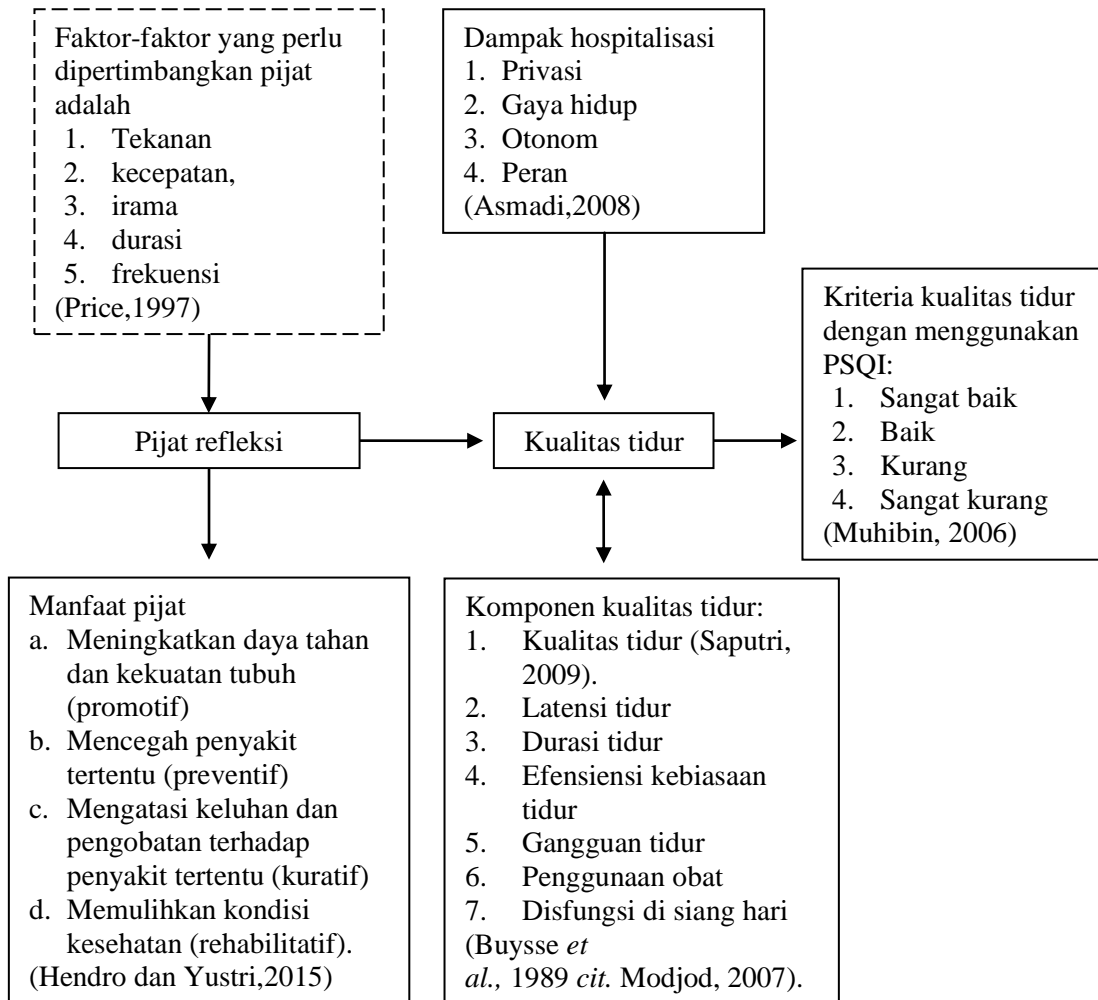 Faktor-faktor yang perlu
dipertimbangkan pijat
adalah
1. Tekanan
2. kecepatan,
3. irama
4. durasi
5. frekuensi
(Price,1997)
Dampak hospitalisasi
1. Privasi
2. Gaya hidup
3. Otonom
4. Peran
(Asmadi,2008)
Kriteria kualitas tidur
dengan menggunakan
PSQI:
1. Sangat baik
2. Baik
3. Kurang
4. Sangat kurang
(Muhibin, 2006)
Pijat refleksi
Kualitas tidur
Manfaat pijat
a. Meningkatkan daya tahan
dan kekuatan tubuh
(promotif)
b. Mencegah penyakit
tertentu (preventif)
c. Mengatasi keluhan dan
pengobatan terhadap
penyakit tertentu (kuratif)
d. Memulihkan kondisi
kesehatan (rehabilitatif).
(Hendro dan Yustri,2015)
Komponen kualitas tidur:
1. Kualitas tidur (Saputri,
2009).
2. Latensi tidur
3. Durasi tidur
4. Efensiensi kebiasaan
tidur
5. Gangguan tidur
6. Penggunaan obat
7. Disfungsi di siang hari
(Buysse et
al., 1989 cit. Modjod, 2007).